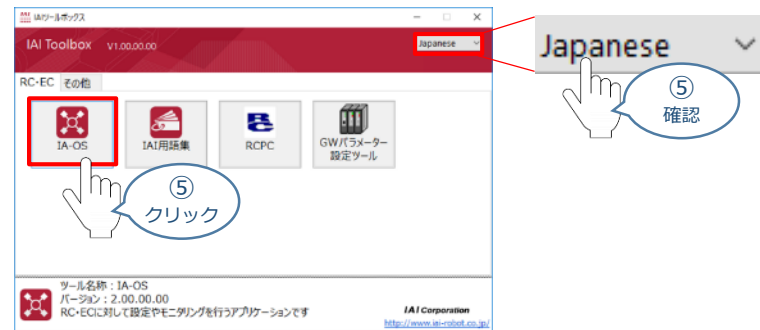 IAIツールボックス
IAI Toolbox V1.00.00.00
Japanese
RC・EC その他
IA-OS
IAI用語集
RCPC
GWパラメーター
設定ツール
⑤
クリック
ツール名称 : IA-OS
バージョン : 2.00.00.00
RC・ECに対して設定やモニタリングを行うアプリケーションです
IAI Corporation
http://www.iai-robot.co.jp/
Japanese
⑤
確認